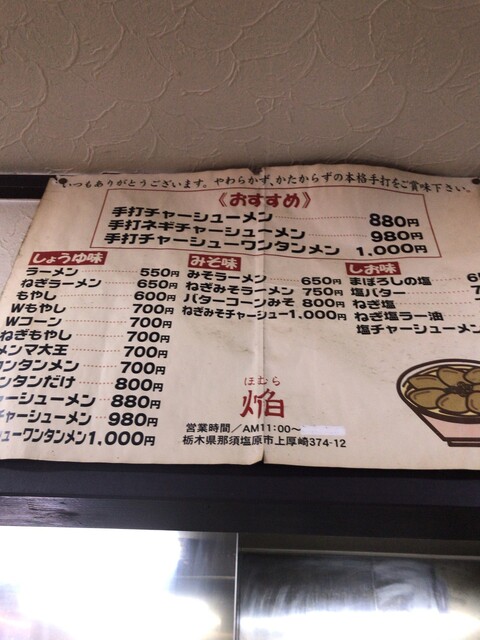 いつもありがとうございます。やわらかず、かたからずの本格手打をご賞味下さい。
《おすすめ》
手打チャーシューメン 880円
手打ネギチャーシューメン 980円
手打チャーシューワンタンメン 1,000円
しょうゆ味
ラーメン 550円
ねぎラーメン 650円
もやし 600円
Wもやし 700円
Wコーン 700円
ねぎもやし 700円
メンマ大王 700円
ワンタンメン 700円
ンタンだけ 800円
ャーシューメン 880円
チャーシューメン 980円
シューワンタンメン 1,000円
みそ味
みそラーメン 650円
ねぎみそラーメン 750円
バターコーンみそ 800円
ねぎみそチャーシュー 1,000円
しお味
まぼろしの塩
塩バター
ねぎ塩
ねぎ塩ラー油
塩チャーシューメン
ほむら
焔
営業時間／AM11:00〜
栃木県那須塩原市上厚崎374-12